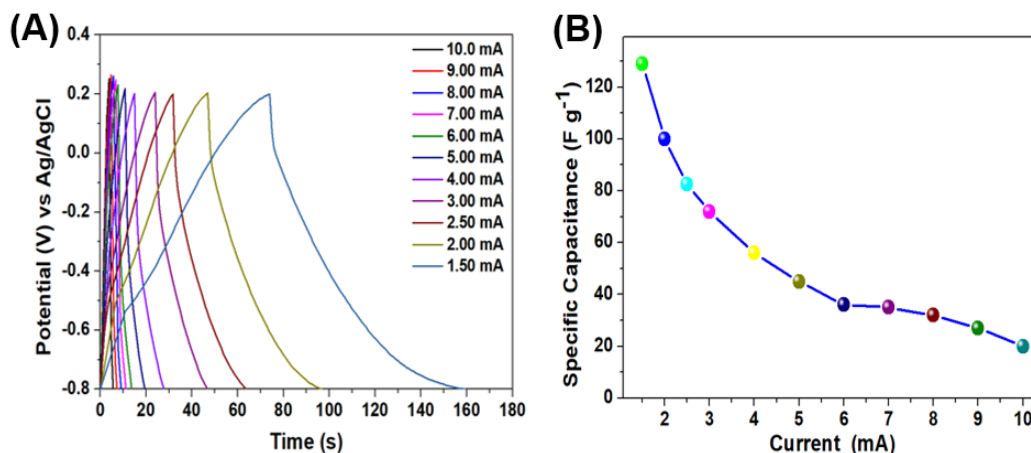 (A)
0.4
0.2
0.0
-0.2
-0.4
-0.6
-0.8
Potential (V) vs Ag/AgCl
0 20 40 60 80 100 120 140 160 180
Time (s)
10.0 mA
9.00 mA
8.00 mA
7.00 mA
6.00 mA
5.00 mA
4.00 mA
3.00 mA
2.50 mA
2.00 mA
1.50 mA
(B)
120
100
80
60
40
20
0
Specific Capacitance (F g⁻¹)
2 3 4 5 6 7 8 9 10
Current (mA)